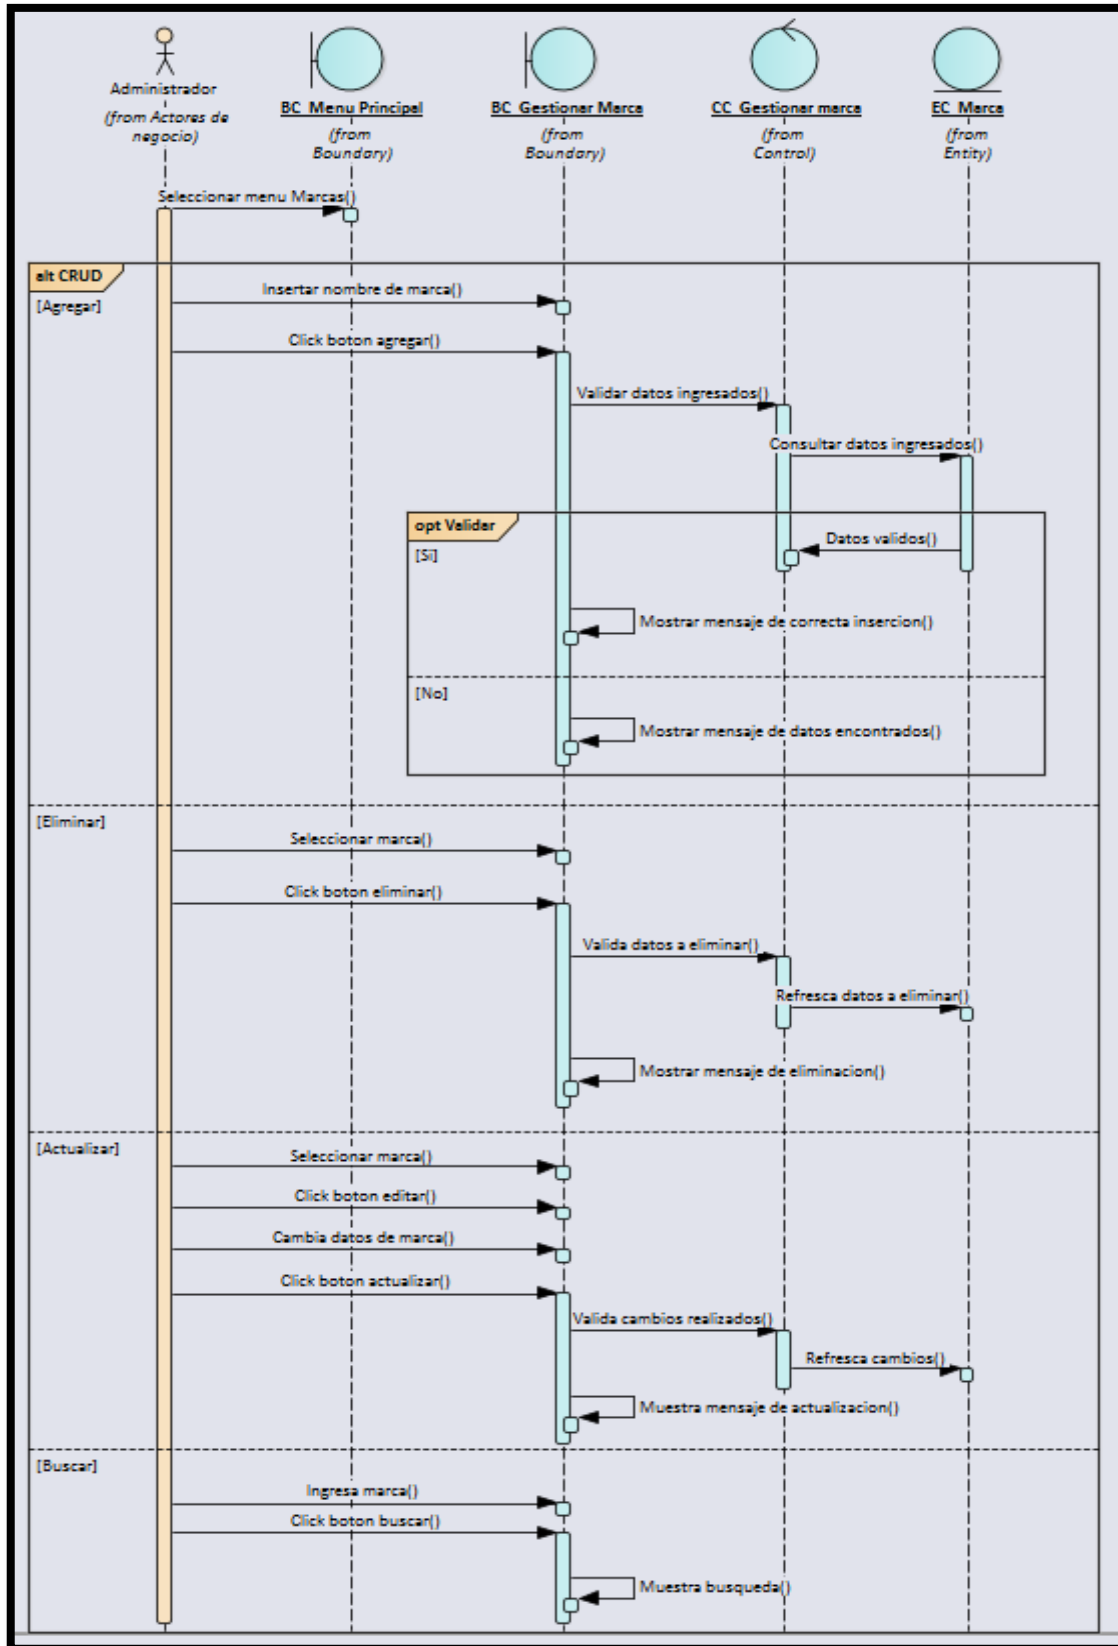 Administrador
(from Actores de
negocio)
BC_Menu Principal
(from
Boundary)
BC_Gestionar Marca
(from
Boundary)
CC_Gestionar marca
(from
Control)
EC_Marca
(from
Entity)
Seleccionar menu Marcas()
alt CRUD
[Agregar]
Insertar nombre de marca()
Click boton agregar()
Validar datos ingresados()
Consultar datos ingresados()
opt Validar
[Si]
Datos validos()
Mostrar mensaje de correcta insercion()
[No]
Mostrar mensaje de datos encontrados()
[Eliminar]
Seleccionar marca()
Click boton eliminar()
Valida datos a eliminar()
Refresca datos a eliminar()
Mostrar mensaje de eliminacion()
[Actualizar]
Seleccionar marca()
Click boton editar()
Cambia datos de marca()
Click boton actualizar()
Valida cambios realizados()
Refresca cambios()
Muestra mensaje de actualizacion()
[Buscar]
Ingresa marca()
Click boton buscar()
Muestra busqueda()